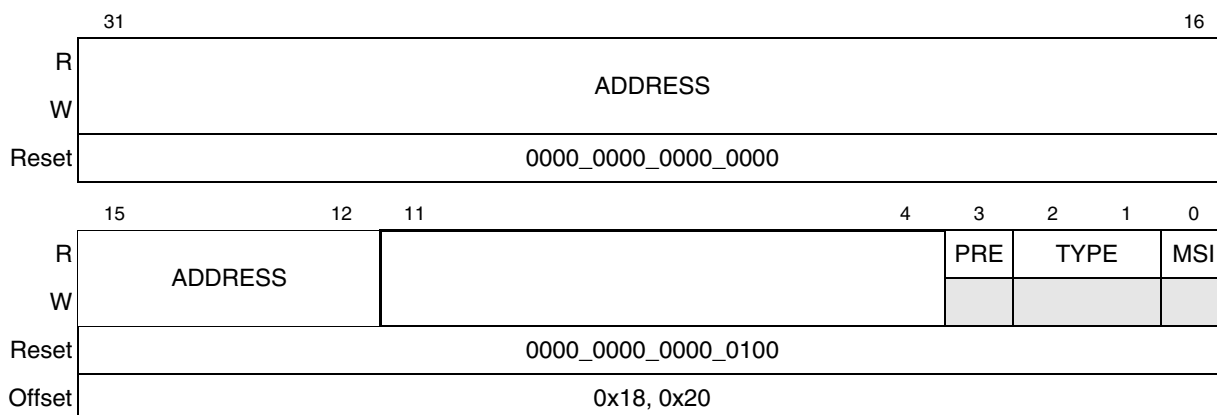 31 16
R
ADDRESS
W
Reset 0000_0000_0000_0000
15 12 11 4 3 2 1 0
R PRE TYPE MSI
ADDRESS
W
Reset 0000_0000_0000_0100
Offset 0x18, 0x20